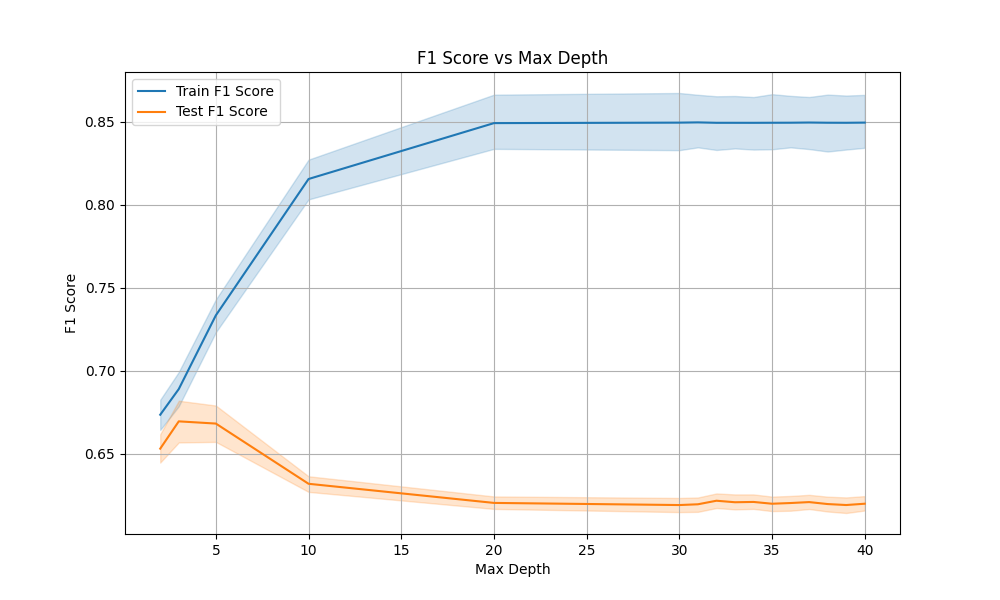 F1 Score vs Max Depth
Train F1 Score
Test F1 Score
F1 Score
0.85
0.80
0.75
0.70
0.65
5 10 15 20 25 30 35 40
Max Depth